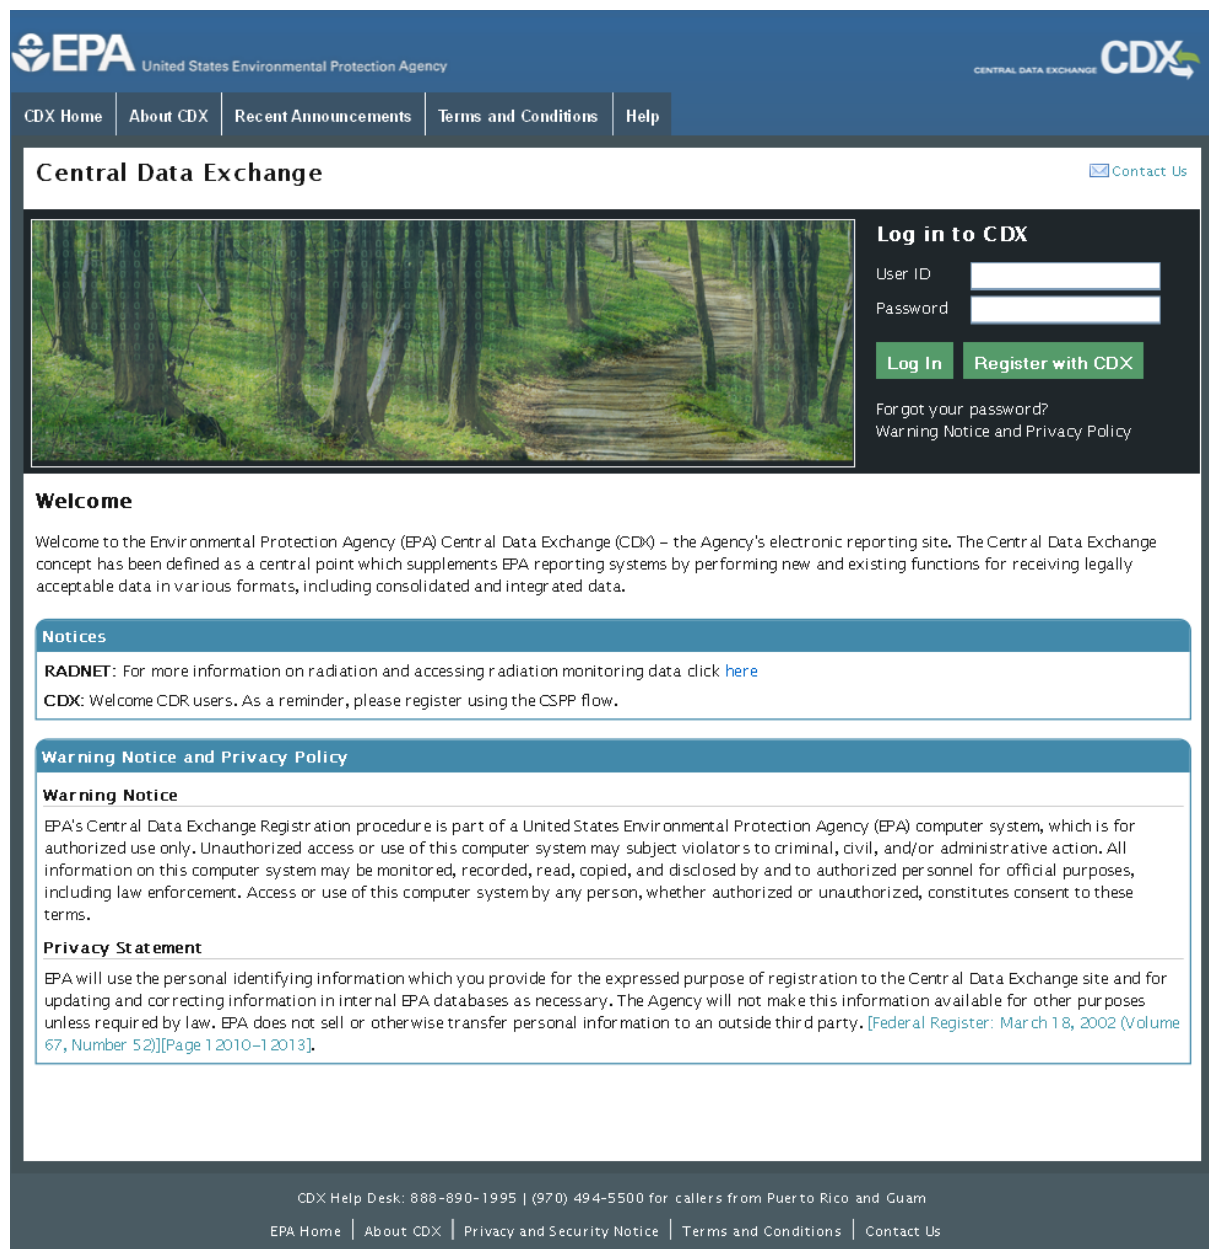 EPA United States Environmental Protection Agency
CENTRAL DATA EXCHANGE CDX
CDX Home About CDX Recent Announcements Terms and Conditions Help
Central Data Exchange
Contact Us
Log in to CDX
User ID
Password
Log In Register with CDX
Forgot your password?
Warning Notice and Privacy Policy
Welcome
Welcome to the Environmental Protection Agency (EPA) Central Data Exchange (CDX) – the Agency's electronic reporting site. The Central Data Exchange
concept has been defined as a central point which supplements EPA reporting systems by performing new and existing functions for receiving legally
acceptable data in various formats, including consolidated and integrated data.
Notices
RADNET: For more information on radiation and accessing radiation monitoring data click here
CDX: Welcome CDR users. As a reminder, please register using the CSPP flow.
Warning Notice and Privacy Policy
Warning Notice
EPA's Central Data Exchange Registration procedure is part of a United States Environmental Protection Agency (EPA) computer system, which is for
authorized use only. Unauthorized access or use of this computer system may subject violators to criminal, civil, and/or administrative action. All
information on this computer system may be monitored, recorded, read, copied, and disclosed by and to authorized personnel for official purposes,
including law enforcement. Access or use of this computer system by any person, whether authorized or unauthorized, constitutes consent to these
terms.
Privacy Statement
EPA will use the personal identifying information which you provide for the expressed purpose of registration to the Central Data Exchange site and for
updating and correcting information in internal EPA databases as necessary. The Agency will not make this information available for other purposes
unless required by law. EPA does not sell or otherwise transfer personal information to an outside third party. [Federal Register: March 18, 2002 (Volume
67, Number 52)][Page 12010-12013].
CDX Help Desk: 888-890-1995 | (970) 494-5500 for callers from Puerto Rico and Guam
EPA Home | About CDX | Privacy and Security Notice | Terms and Conditions | Contact Us